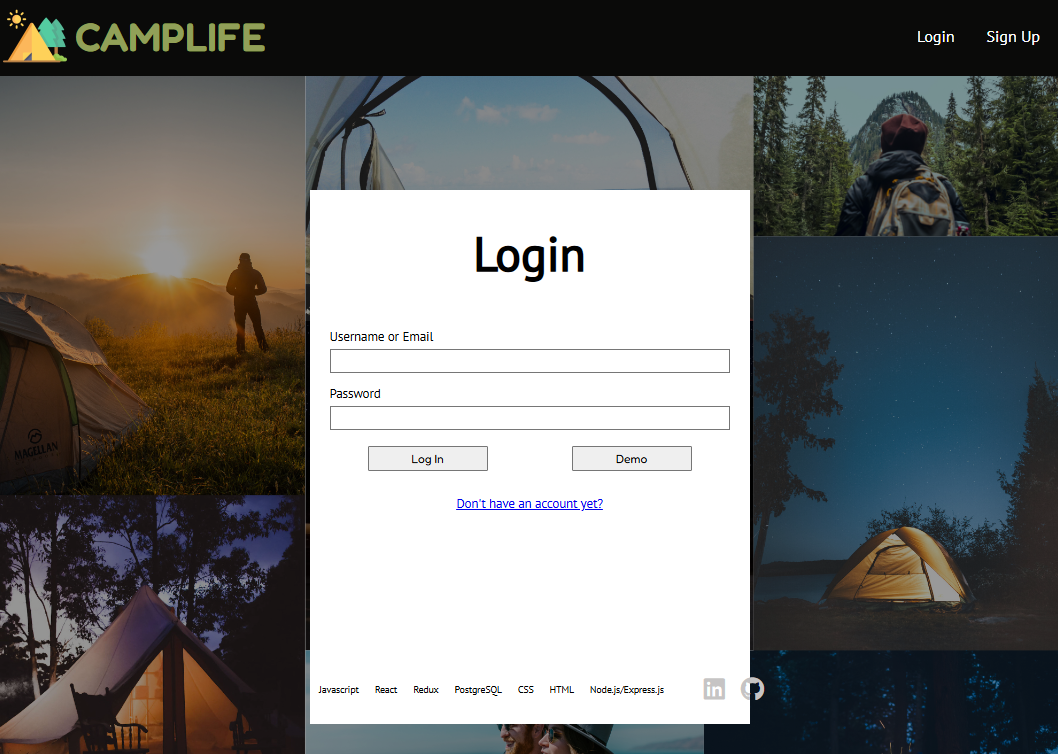 CAMPLIFE
Login Sign Up
Login
Username or Email
Password
Log In Demo
Don't have an account yet?
MAGELLAN
Javascript React Redux PostgreSQL CSS HTML Node.js/Express.js
in